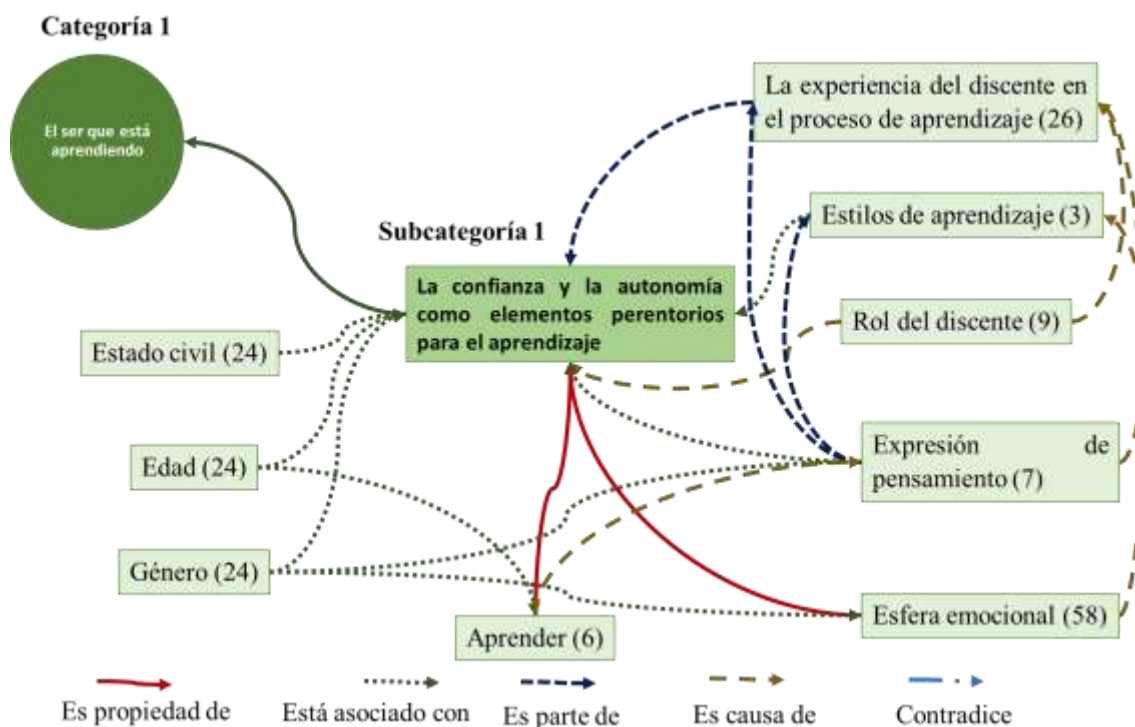 Categoría 1
El ser que está
aprendiendo
La experiencia del discente en
el proceso de aprendizaje (26)
Estilos de aprendizaje (3)
Subcategoría 1
La confianza y la autonomía
como elementos perentorios
para el aprendizaje
Rol del discente (9)
Estado civil (24)
Edad (24)
Expresión de
pensamiento (7)
Género (24)
Esfera emocional (58)
Aprender (6)
Es propiedad de
Está asociado con
Es parte de
Es causa de
Contradice